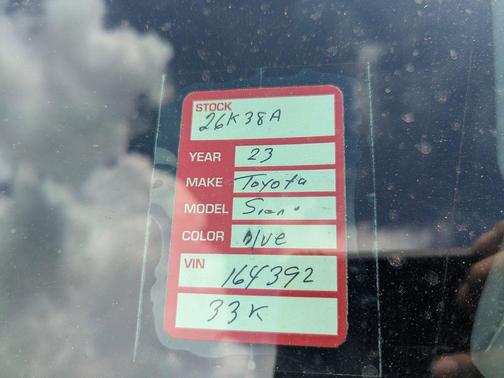 STOCK
26K38A
YEAR 23
MAKE Toyota
MODEL
COLOR blue
VIN
164392
33K